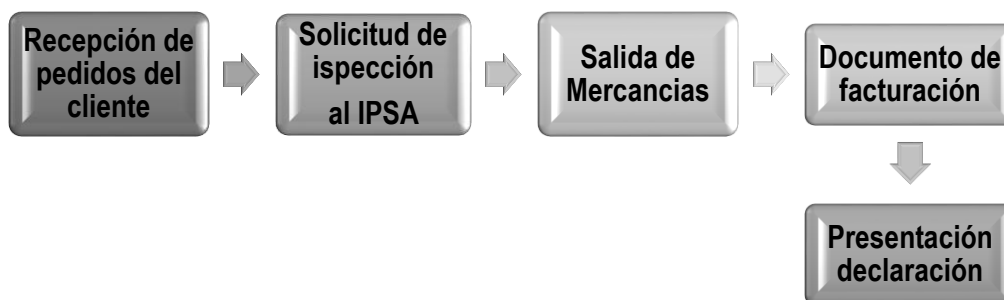 Recepción de
pedidos del
cliente
Solicitud de
ispección
al IPSA
Salida de
Mercancias
Documento de
facturación
Presentación
declaración